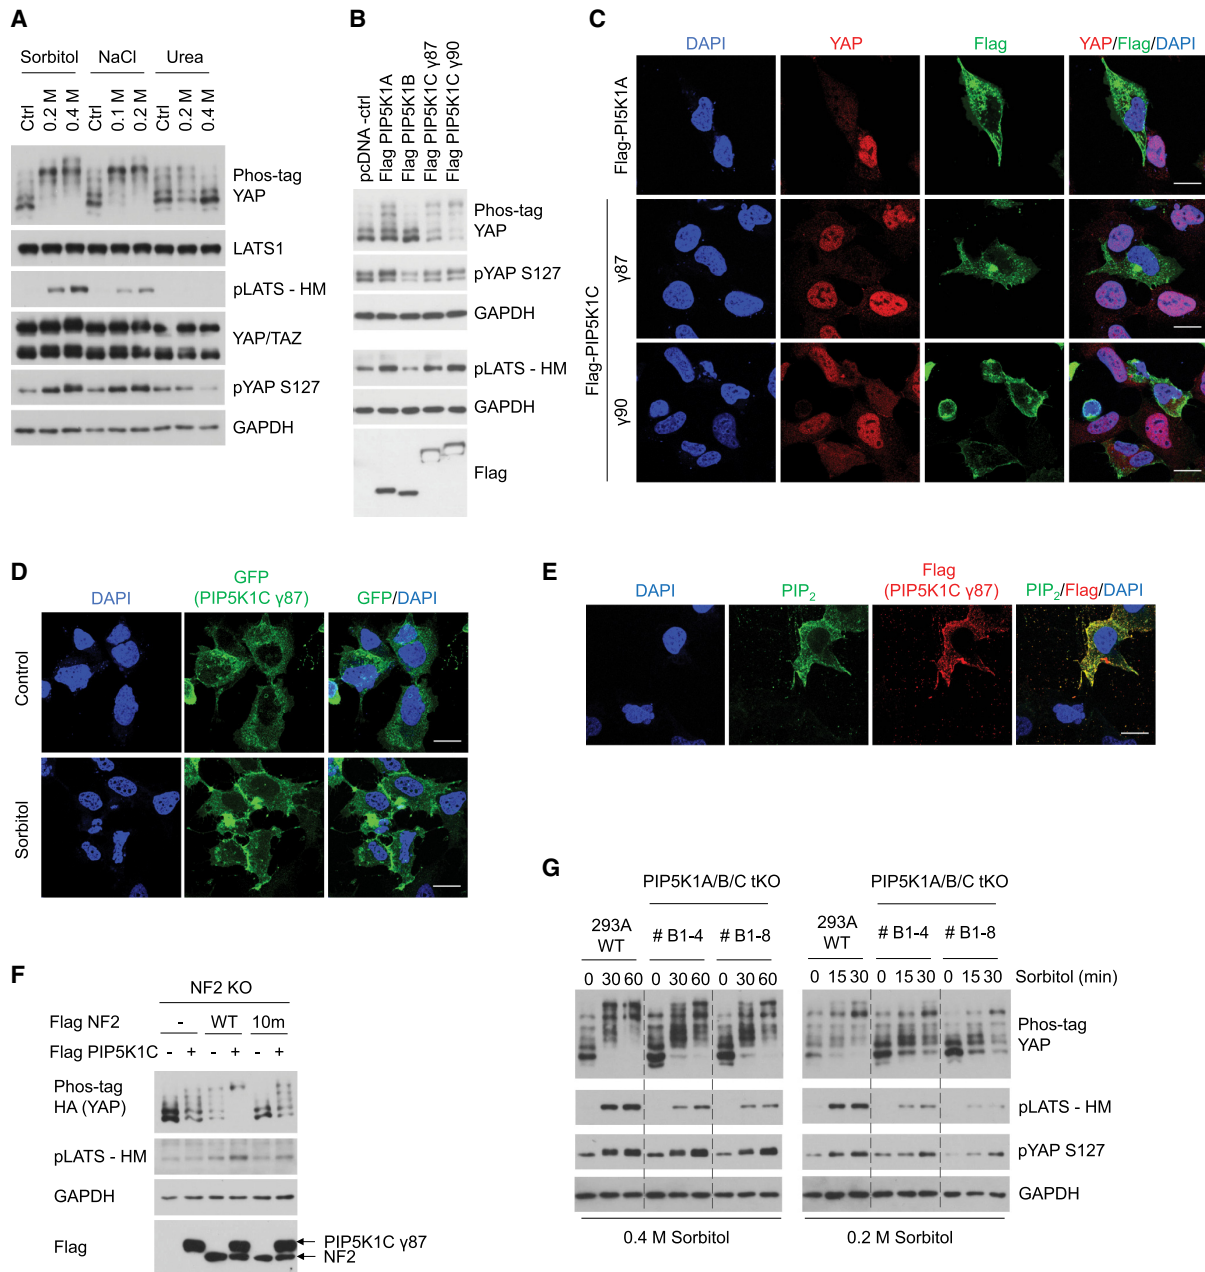 A
Sorbitol NaCl Urea
Ctrl 0.2 M 0.4 M Ctrl 0.1 M 0.2 M Ctrl 0.2 M 0.4 M
Phos-tag
YAP
LATS1
pLATS - HM
YAP/TAZ
pYAP S127
GAPDH
B
pcDNA -ctrl
Flag PIP5K1A
Flag PIP5K1B
Flag PIP5K1C γ87
Flag PIP5K1C γ90
Phos-tag
YAP
pYAP S127
GAPDH
pLATS - HM
GAPDH
Flag
C
DAPI YAP Flag YAP/Flag/DAPI
Flag-PI5K1A
Flag-PIP5K1C
γ87
γ90
D
GFP
DAPI (PIP5K1C γ87) GFP/DAPI
Control
Sorbitol
E
Flag
DAPI PIP2 (PIP5K1C γ87) PIP2/Flag/DAPI
F
NF2 KO
Flag NF2 - WT 10m
Flag PIP5K1C - + - + - +
Phos-tag
HA (YAP)
pLATS - HM
GAPDH
Flag
PIP5K1C γ87
NF2
G
PIP5K1A/B/C tKO PIP5K1A/B/C tKO
293A
WT # B1-4 # B1-8
293A
WT # B1-4 # B1-8
0 30 60 0 30 60 0 30 60 0 15 30 0 15 30 0 15 30 Sorbitol (min)
Phos-tag
YAP
pLATS - HM
pYAP S127
GAPDH
0.4 M Sorbitol 0.2 M Sorbitol